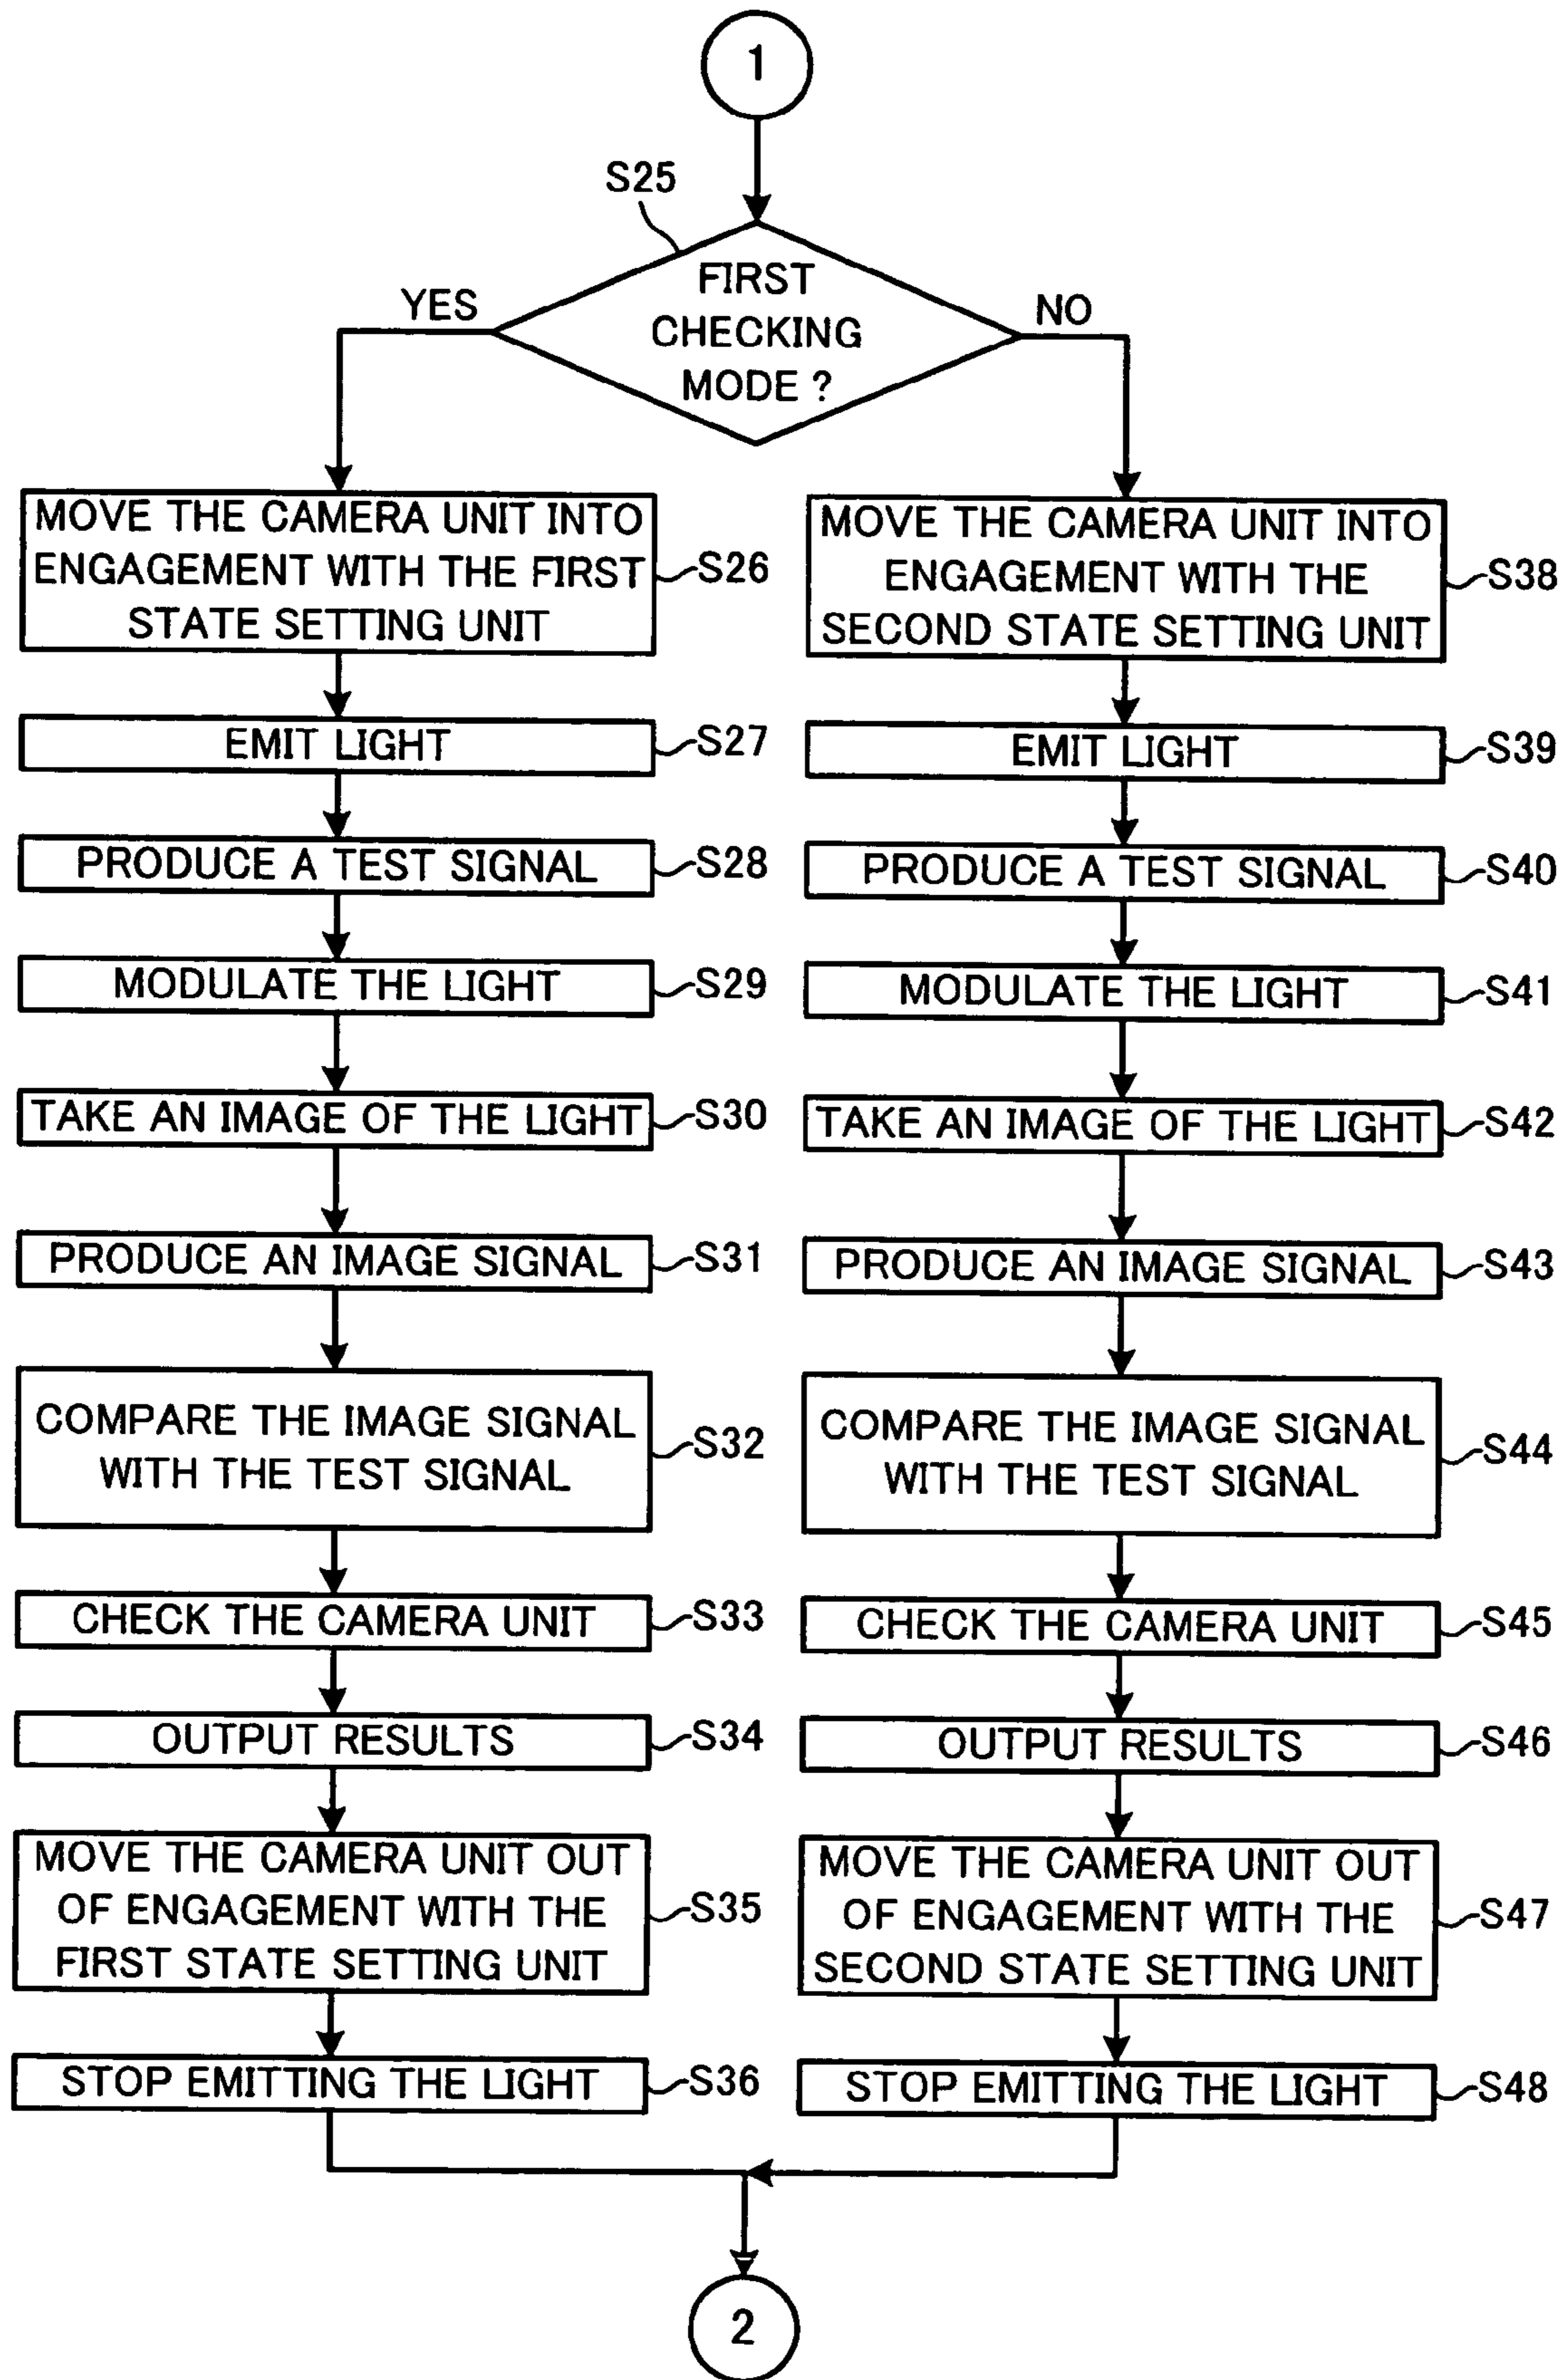 1
S25
FIRST
CHECKING
MODE ?
YES
NO
MOVE THE CAMERA UNIT INTO
ENGAGEMENT WITH THE FIRST
STATE SETTING UNIT
S26
EMIT LIGHT
S27
PRODUCE A TEST SIGNAL
S28
MODULATE THE LIGHT
S29
TAKE AN IMAGE OF THE LIGHT
S30
PRODUCE AN IMAGE SIGNAL
S31
COMPARE THE IMAGE SIGNAL
WITH THE TEST SIGNAL
S32
CHECK THE CAMERA UNIT
S33
OUTPUT RESULTS
S34
MOVE THE CAMERA UNIT OUT
OF ENGAGEMENT WITH THE
FIRST STATE SETTING UNIT
S35
STOP EMITTING THE LIGHT
S36
MOVE THE CAMERA UNIT INTO
ENGAGEMENT WITH THE
SECOND STATE SETTING UNIT
S38
EMIT LIGHT
S39
PRODUCE A TEST SIGNAL
S40
MODULATE THE LIGHT
S41
TAKE AN IMAGE OF THE LIGHT
S42
PRODUCE AN IMAGE SIGNAL
S43
COMPARE THE IMAGE SIGNAL
WITH THE TEST SIGNAL
S44
CHECK THE CAMERA UNIT
S45
OUTPUT RESULTS
S46
MOVE THE CAMERA UNIT OUT
OF ENGAGEMENT WITH THE
SECOND STATE SETTING UNIT
S47
STOP EMITTING THE LIGHT
S48
2